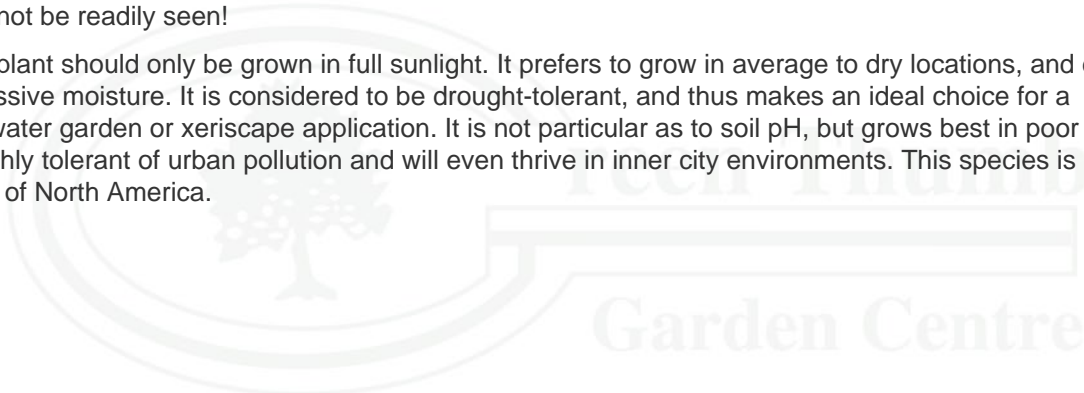 not be readily seen!
plant should only be grown in full sunlight. It prefers to grow in average to dry locations, and
ssive moisture. It is considered to be drought-tolerant, and thus makes an ideal choice for a
water garden or xeriscape application. It is not particular as to soil pH, but grows best in poor
hly tolerant of urban pollution and will even thrive in inner city environments. This species is
of North America.
reen Thumb
Garden Centre